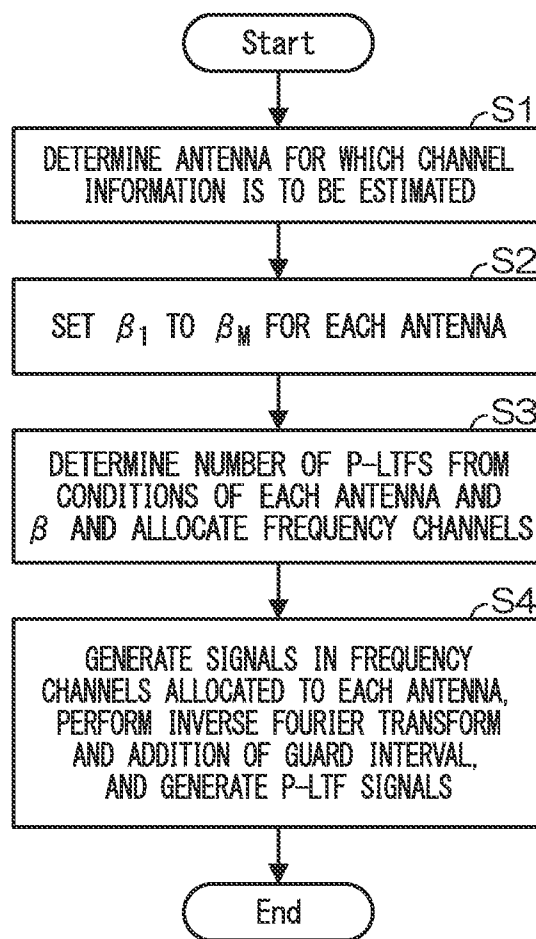 Start
S1
DETERMINE ANTENNA FOR WHICH CHANNEL
INFORMATION IS TO BE ESTIMATED
S2
SET β₁ TO βM FOR EACH ANTENNA
S3
DETERMINE NUMBER OF P-LTFS FROM
CONDITIONS OF EACH ANTENNA AND
β AND ALLOCATE FREQUENCY CHANNELS
S4
GENERATE SIGNALS IN FREQUENCY
CHANNELS ALLOCATED TO EACH ANTENNA,
PERFORM INVERSE FOURIER TRANSFORM
AND ADDITION OF GUARD INTERVAL,
AND GENERATE P-LTF SIGNALS
End